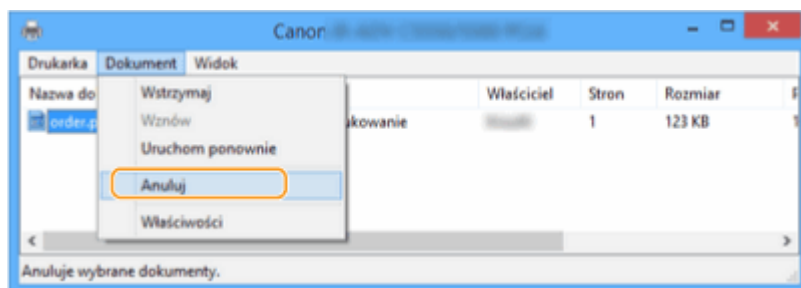 Canon
Drukarka Dokument Widok
Nazwa do Właściciel Stron Rozmiar
order.p ukowanie 1 123 KB
Wstrzymaj
Wznów
Uruchom ponownie
Anuluj
Właściwości
Anuluje wybrane dokumenty.